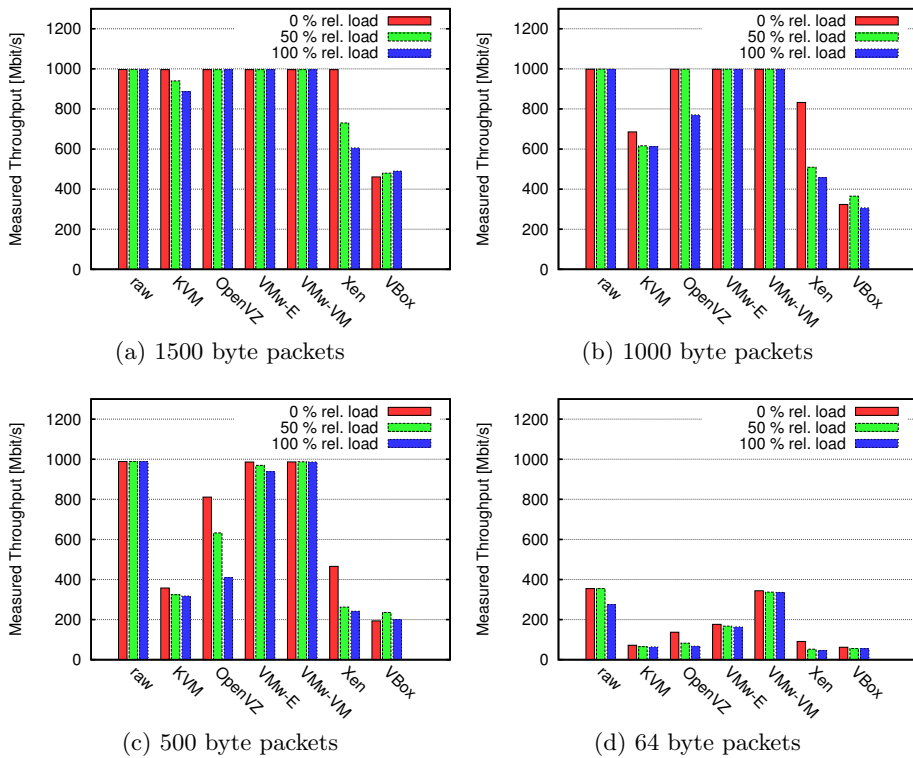 Measured Throughput [Mbit/s]
1200
1000
800
600
400
200
0
0 % rel. load
50 % rel. load
100 % rel. load
raw
KVM
OpenVZ
VMw-E
VMw-VM
Xen
VBox
(a) 1500 byte packets
Measured Throughput [Mbit/s]
1200
1000
800
600
400
200
0
0 % rel. load
50 % rel. load
100 % rel. load
raw
KVM
OpenVZ
VMw-E
VMw-VM
Xen
VBox
(b) 1000 byte packets
Measured Throughput [Mbit/s]
1200
1000
800
600
400
200
0
0 % rel. load
50 % rel. load
100 % rel. load
raw
KVM
OpenVZ
VMw-E
VMw-VM
Xen
VBox
(c) 500 byte packets
Measured Throughput [Mbit/s]
1200
1000
800
600
400
200
0
0 % rel. load
50 % rel. load
100 % rel. load
raw
KVM
OpenVZ
VMw-E
VMw-VM
Xen
VBox
(d) 64 byte packets